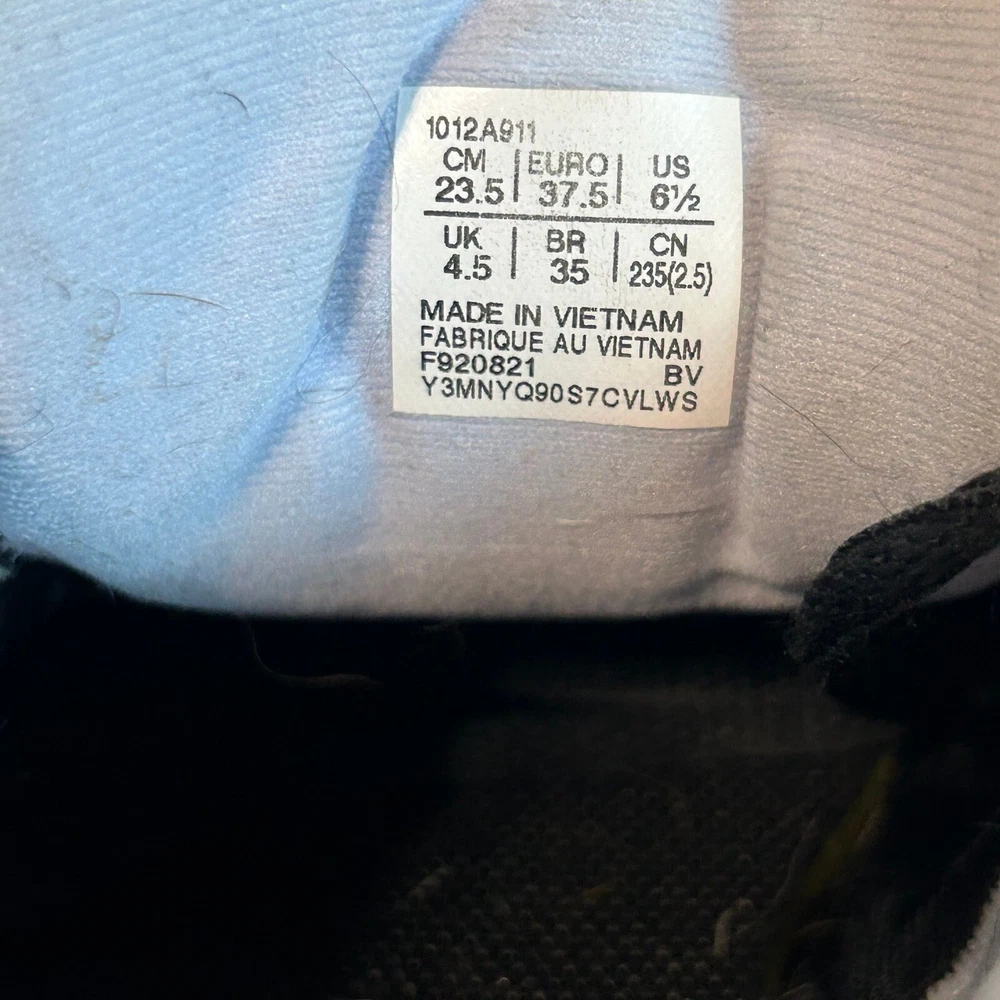 1012A911
CM | EURO | US
23.5 | 37.5 | 6½
UK | BR | CN
4.5 | 35 | 235(2.5)
MADE IN VIETNAM
FABRIQUE AU VIETNAM
F920821 BV
Y3MNYQ90S7CVLWS